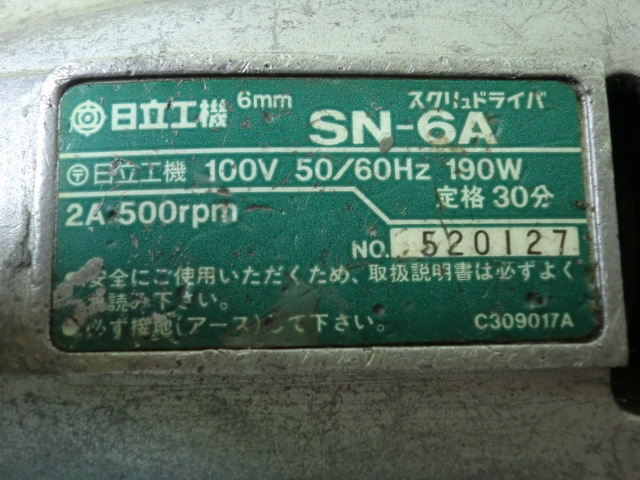 日立工機 6mm スクリュドライバ
SN-6A
〒日立工機 100V 50/60Hz 190W
2A 500rpm 定格30分
NO. 520127
●安全にご使用いただくため、取扱説明書は必ずよく
お読み下さい。
●必ず接地(アース)して下さい。 C309017A